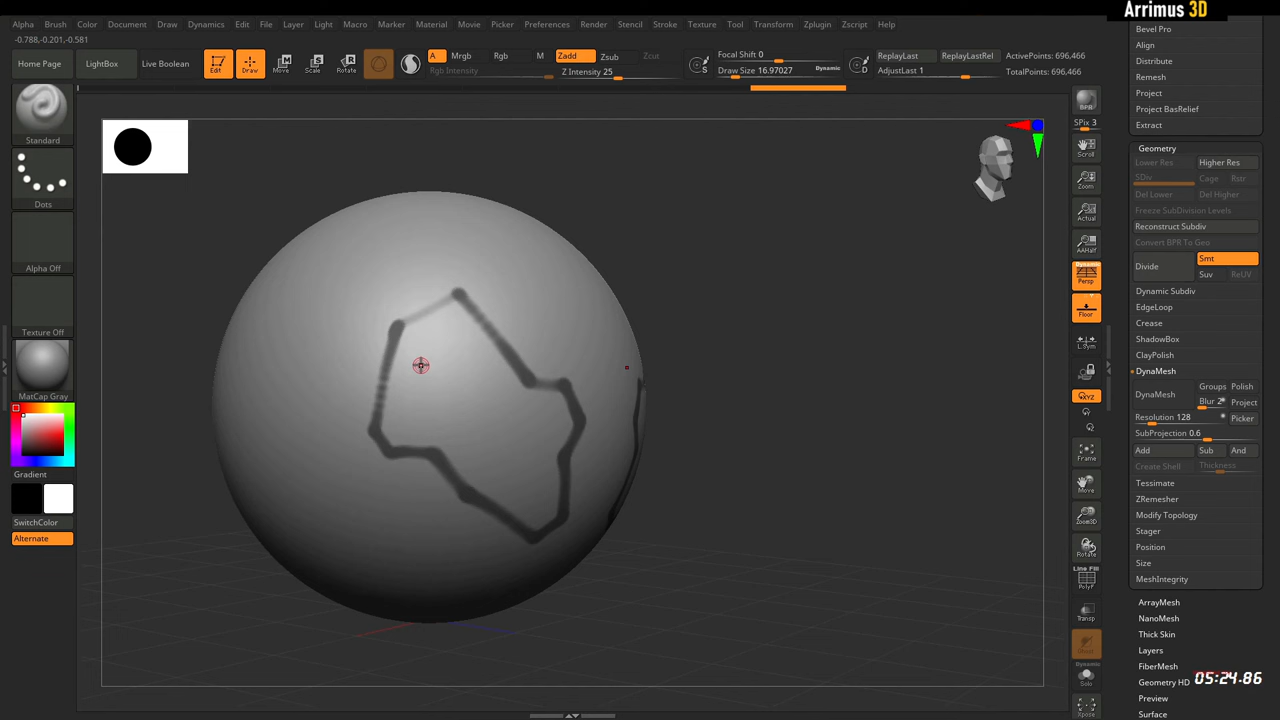 Arrimus 3D
Alpha Brush Color Document Draw Dynamics Edit File Layer Light Macro Marker Material Movie Picker Preferences Render Stencil Stroke Texture Tool Transform Zplugin Zscript Help
-0.788,-0.201,-0.581
Home Page
LightBox
Live Boolean
Edit
Draw
Move
Scale
Rotate
A
Mrgb
Rgb
M
Rgb Intensity
Zadd
Zsub
Zcut
Z Intensity 25
S
Focal Shift 0
Draw Size 16.97027
Dynamic
D
ReplayLast
ReplayLastRel
AdjustLast 1
ActivePoints: 696,466
TotalPoints: 696,466
Standard
Dots
Alpha Off
Texture Off
MatCap Gray
Gradient
SwitchColor
Alternate
BPR
SPix 3
Scroll
Zoom
Actual
AAHalf
Dynamic
Persp
Floor
L.Sym
XYZ
Frame
Move
Zoom3D
Rotate
Line Fill
PolyF
Transp
Ghost
Dynamic
Solo
Xpose
Bevel Pro
Align
Distribute
Remesh
Project
Project BasRelief
Extract
Geometry
Lower Res
Higher Res
SDiv
Cage
Rstr
Del Lower
Del Higher
Freeze SubDivision Levels
Reconstruct Subdiv
Convert BPR To Geo
Divide
Smt
Suv
ReUV
Dynamic Subdiv
EdgeLoop
Crease
ShadowBox
ClayPolish
DynaMesh
DynaMesh
Groups
Polish
Blur 2
Project
Resolution 128
Picker
SubProjection 0.6
Add
Sub
And
Create Shell
Thickness
Tessimate
ZRemesher
Modify Topology
Stager
Position
Size
MeshIntegrity
ArrayMesh
NanoMesh
Thick Skin
Layers
FiberMesh
Geometry HD
05:24.86
Preview
Surface